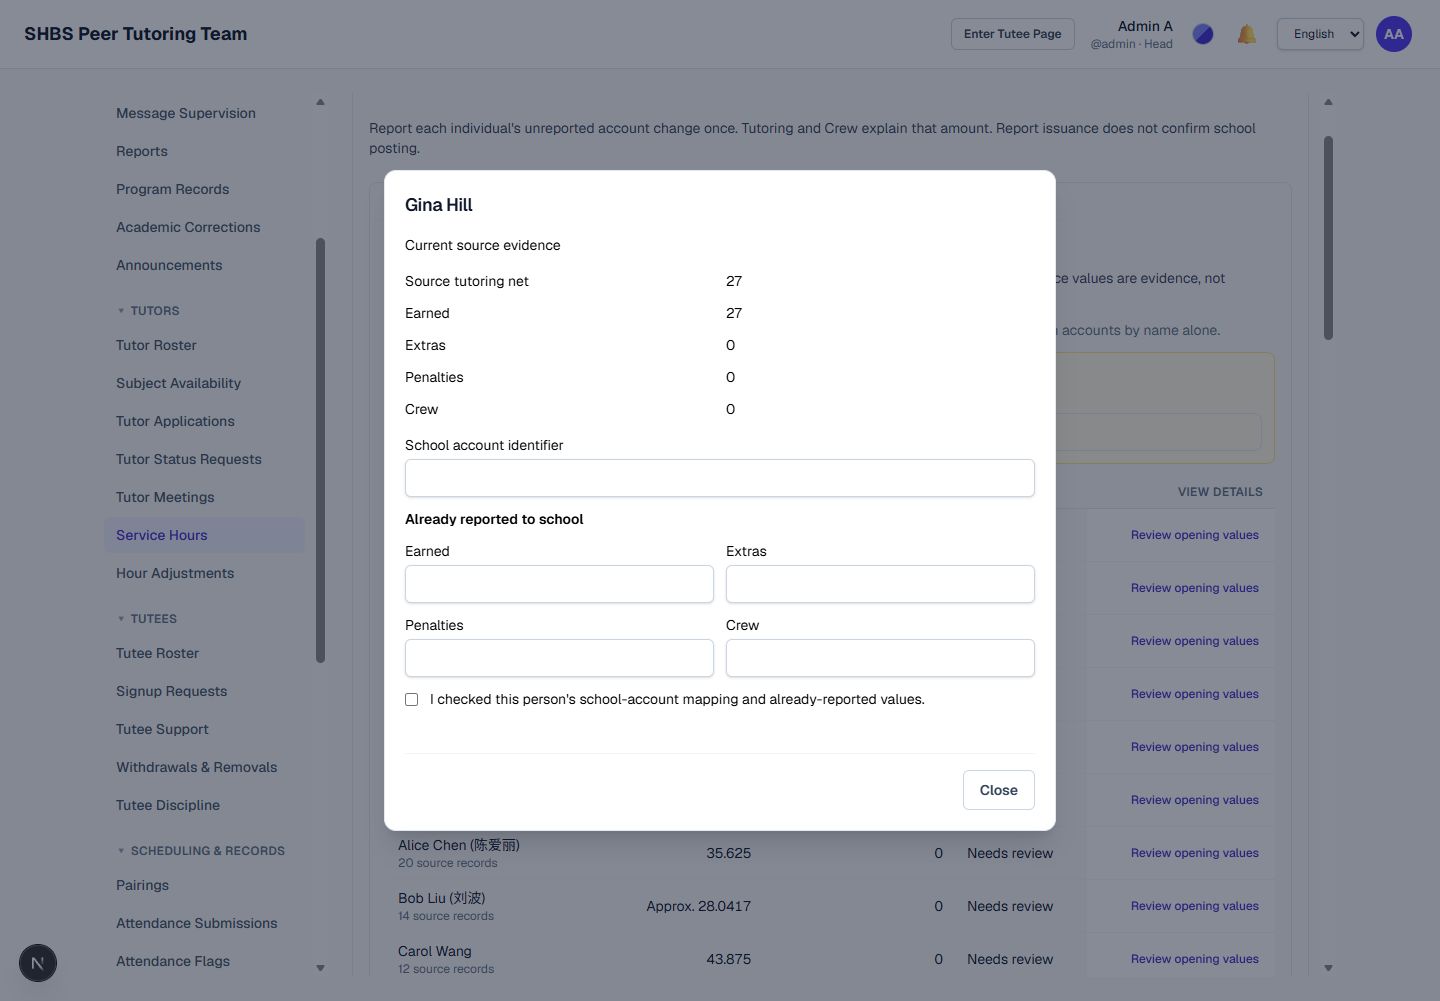 SHBS Peer Tutoring Team
Enter Tutee Page
Admin A
@admin · Head
English
AA
Message Supervision
Reports
Program Records
Academic Corrections
Announcements
TUTORS
Tutor Roster
Subject Availability
Tutor Applications
Tutor Status Requests
Tutor Meetings
Service Hours
Hour Adjustments
TUTEES
Tutee Roster
Signup Requests
Tutee Support
Withdrawals & Removals
Tutee Discipline
SCHEDULING & RECORDS
Pairings
Attendance Submissions
Attendance Flags
N
Report each individual's unreported account change once. Tutoring and Crew explain that amount. Report issuance does not confirm school
posting.
ce values are evidence, not
accounts by name alone.
VIEW DETAILS
Review opening values
Review opening values
Review opening values
Review opening values
Review opening values
Review opening values
Gina Hill
Current source evidence
Source tutoring net 27
Earned 27
Extras 0
Penalties 0
Crew 0
School account identifier
Already reported to school
Earned Extras
Penalties Crew
I checked this person's school-account mapping and already-reported values.
Close
Alice Chen (陈爱丽) 35.625 0 Needs review Review opening values
20 source records
Bob Liu (刘波) Approx. 28.0417 0 Needs review Review opening values
14 source records
Carol Wang 43.875 0 Needs review Review opening values
12 source records